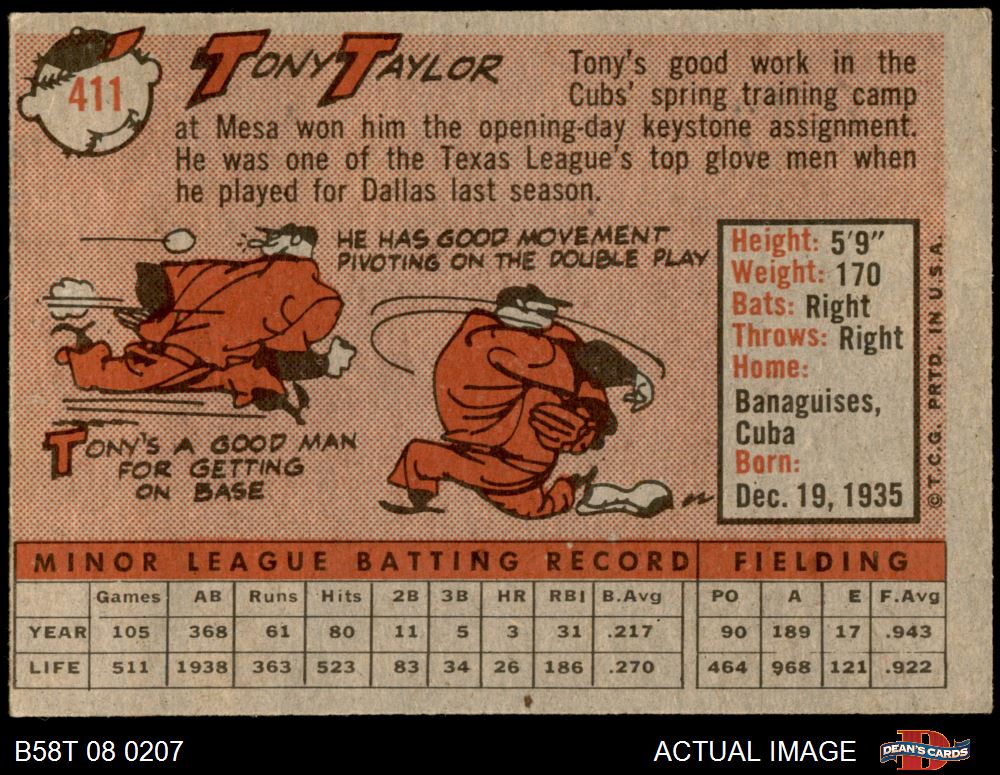 411
TONY TAYLOR
Tony's good work in the
Cubs' spring training camp
at Mesa won him the opening-day keystone assignment.
He was one of the Texas League's top glove men when
he played for Dallas last season.
HE HAS GOOD MOVEMENT
PIVOTING ON THE DOUBLE PLAY
TONY'S A GOOD MAN
FOR GETTING
ON BASE
Height: 5'9"
Weight: 170
Bats: Right
Throws: Right
Home:
Banaguises,
Cuba
Born:
Dec. 19, 1935
©T.C.G. PRTD. IN U.S.A.
MINOR LEAGUE BATTING RECORD FIELDING
Games AB Runs Hits 2B 3B HR RBI B.Avg PO A E F.Avg
YEAR 105 368 61 80 11 5 3 31 .217 90 189 17 .943
LIFE 511 1938 363 523 83 34 26 186 .270 464 968 121 .922
B58T 08 0207 ACTUAL IMAGE DEAN'S CARDS